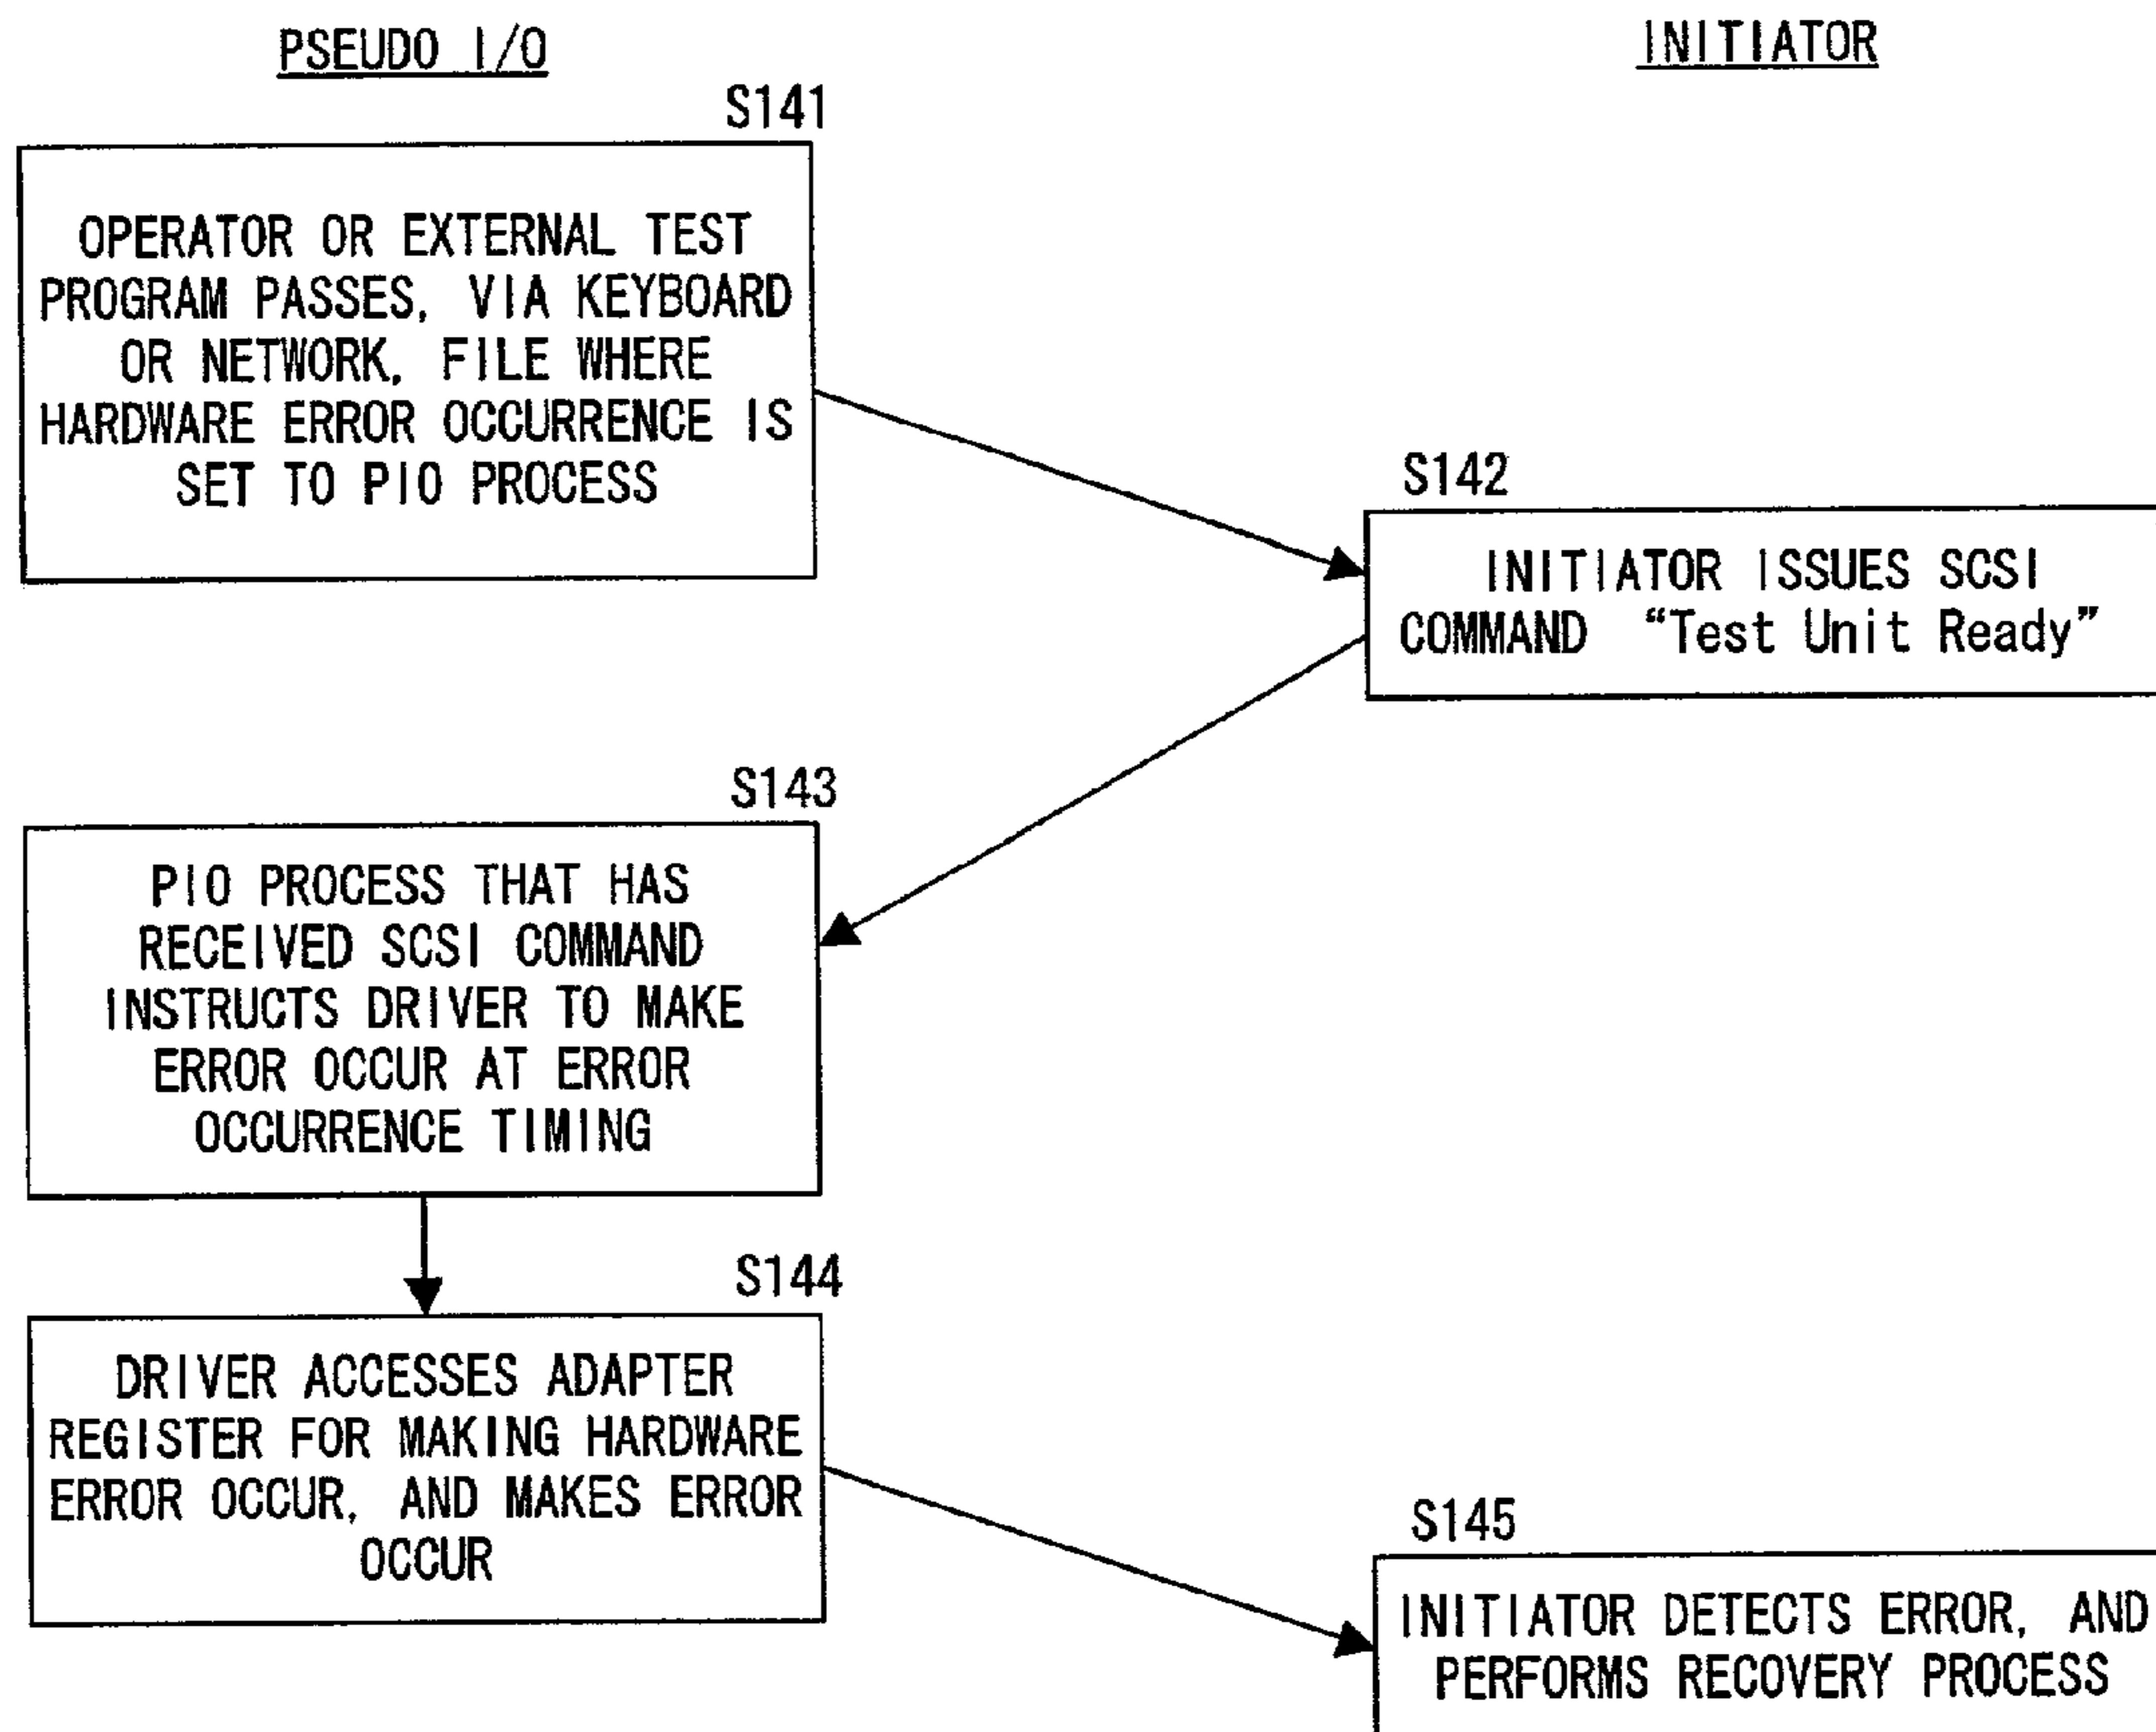 PSEUDO I/O
INITIATOR
S141
OPERATOR OR EXTERNAL TEST
PROGRAM PASSES, VIA KEYBOARD
OR NETWORK, FILE WHERE
HARDWARE ERROR OCCURRENCE IS
SET TO PIO PROCESS
S142
INITIATOR ISSUES SCSI
COMMAND “Test Unit Ready”
S143
PIO PROCESS THAT HAS
RECEIVED SCSI COMMAND
INSTRUCTS DRIVER TO MAKE
ERROR OCCUR AT ERROR
OCCURRENCE TIMING
S144
DRIVER ACCESSES ADAPTER
REGISTER FOR MAKING HARDWARE
ERROR OCCUR, AND MAKES ERROR
OCCUR
S145
INITIATOR DETECTS ERROR, AND
PERFORMS RECOVERY PROCESS